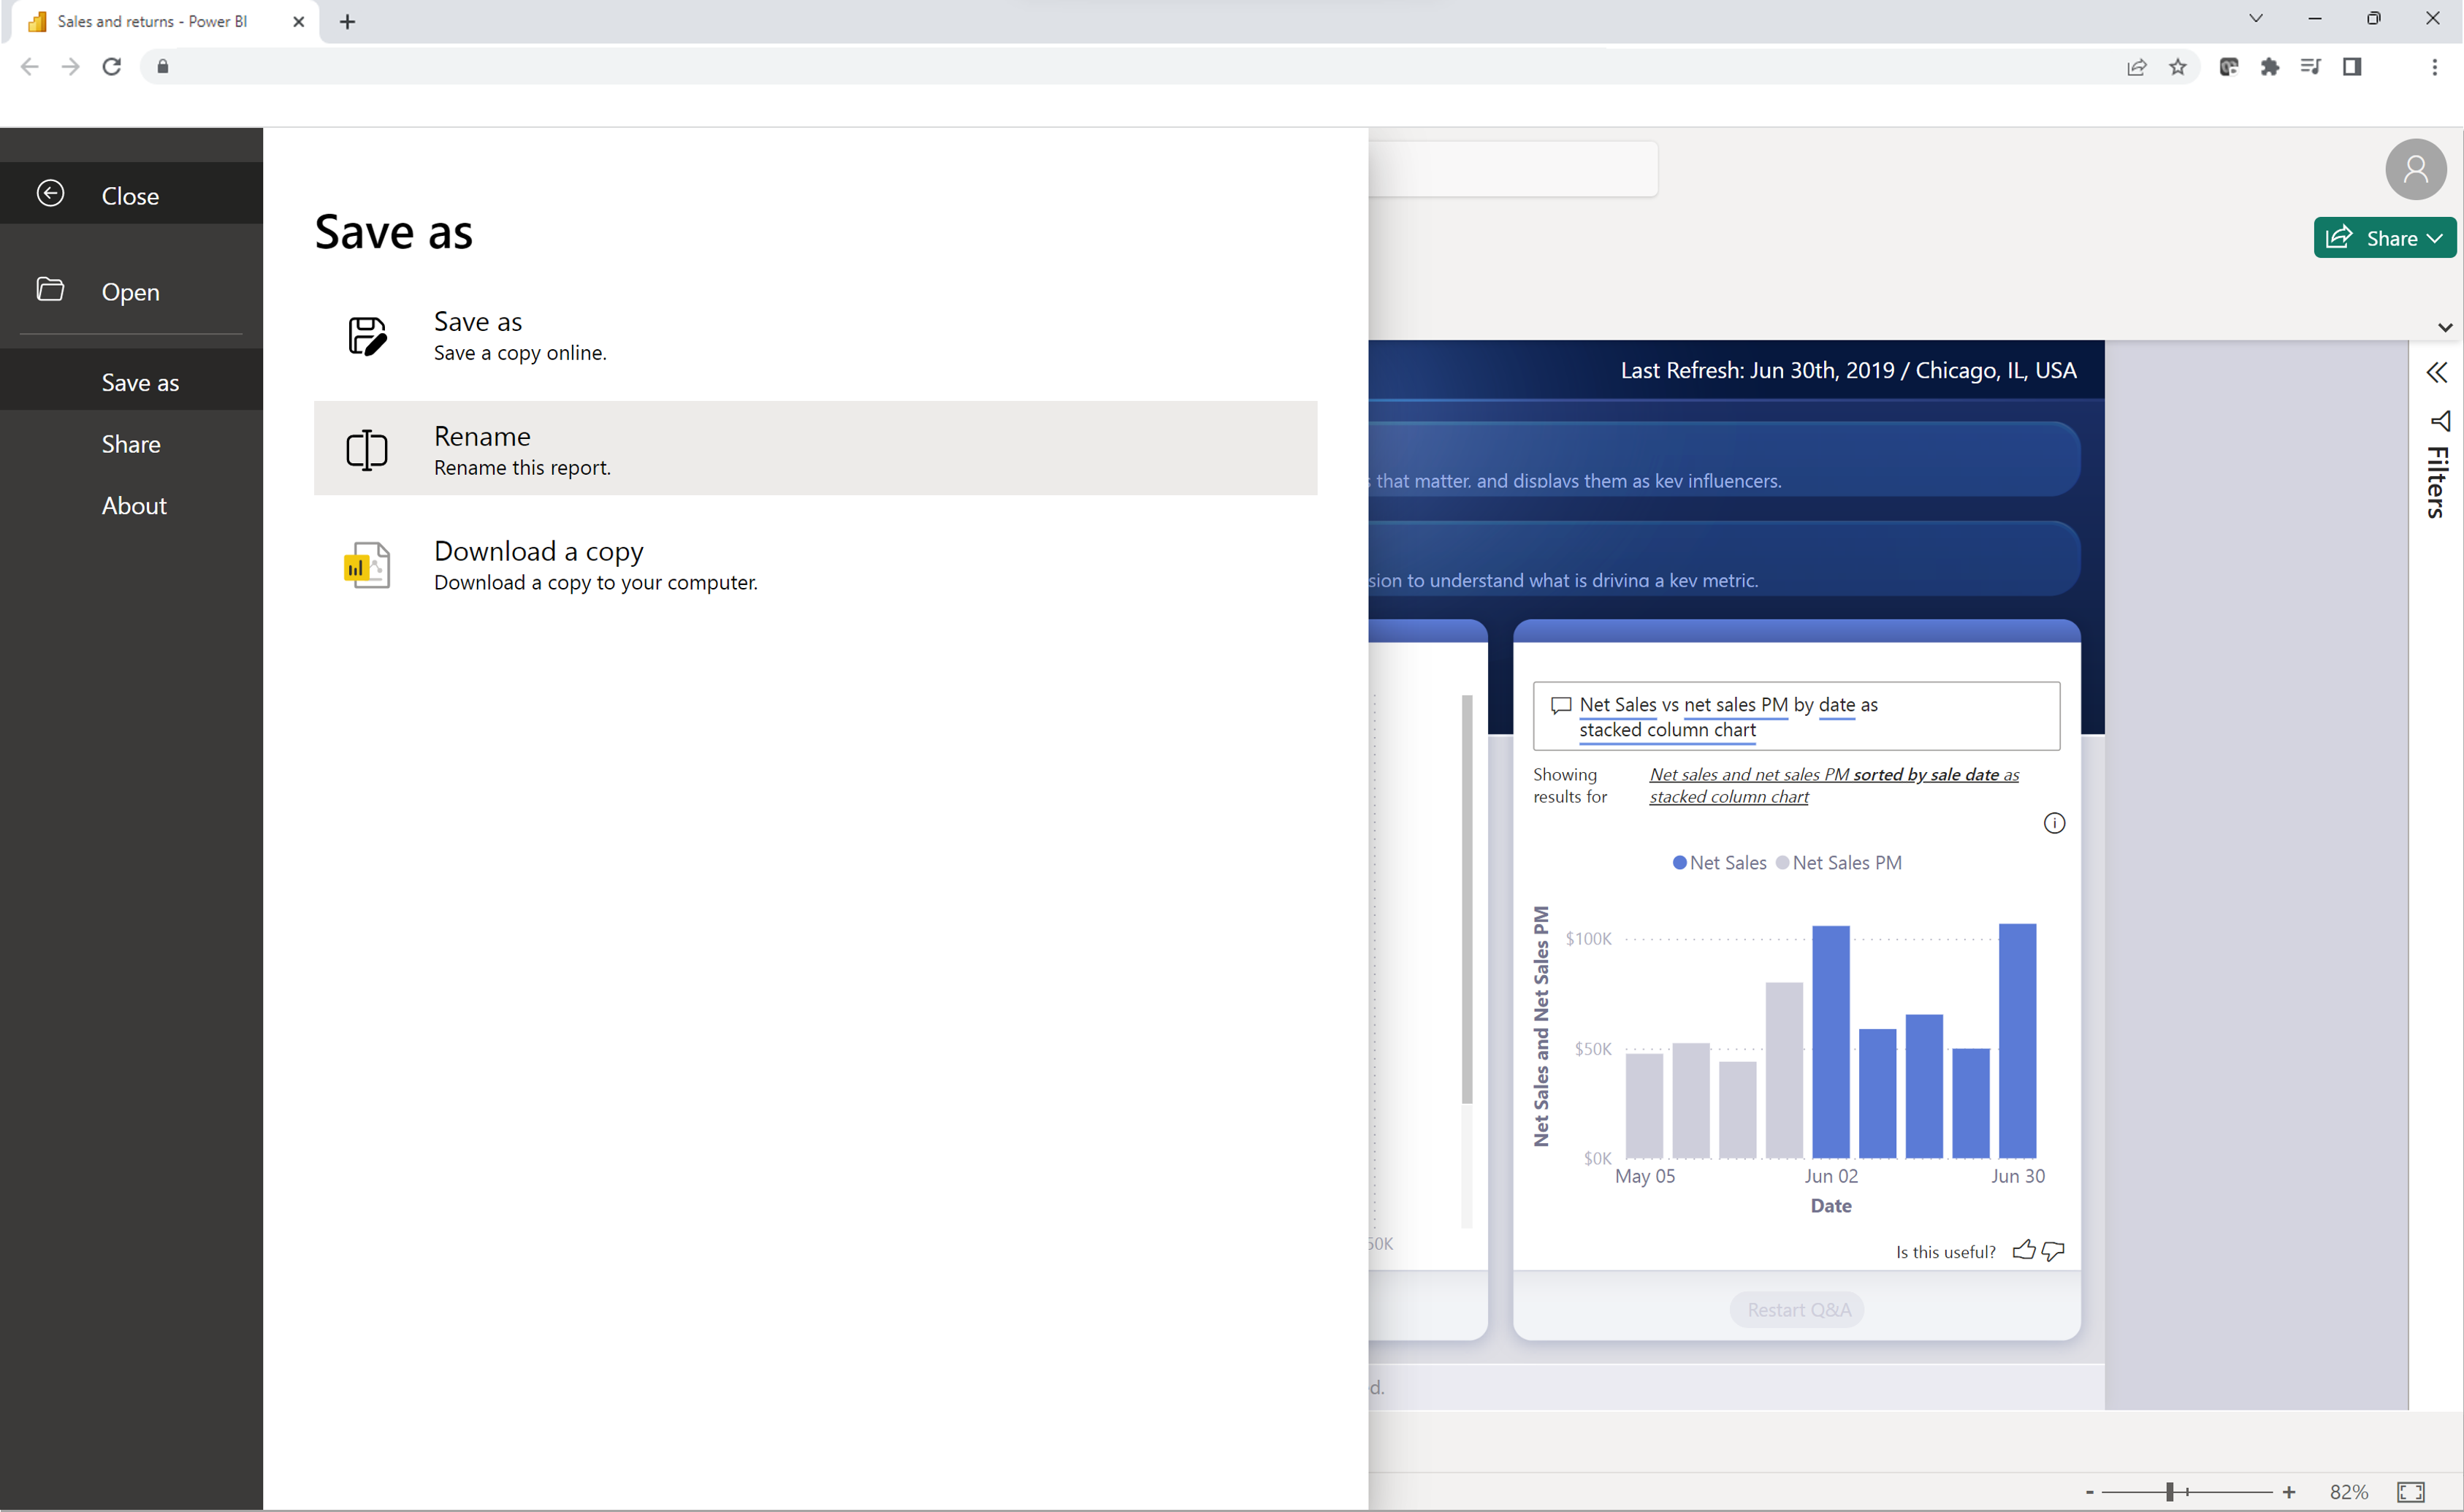 Sales and returns - Power BI
Close
Open
Save as
Share
About
Save as
Save as
Save a copy online.
Rename
Rename this report.
Download a copy
Download a copy to your computer.
Share
Last Refresh: Jun 30th, 2019 / Chicago, IL, USA
that matter, and displays them as key influencers.
sion to understand what is driving a key metric.
Filters
Net Sales vs net sales PM by date as
stacked column chart
Showing
results for
Net sales and net sales PM sorted by sale date as
stacked column chart
Net Sales
Net Sales PM
Net Sales and Net Sales PM
$100K
$50K
$0K
May 05
Jun 02
Jun 30
Date
Is this useful?
Restart Q&A
0K
d.
82%